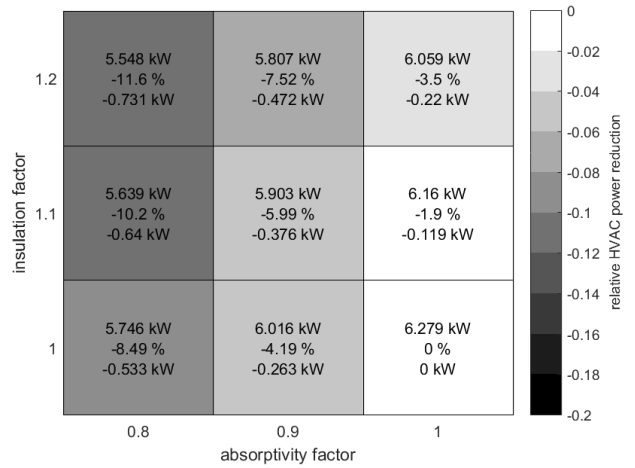 0
5.548 kW
5.807 kW
6.059 kW
-0.02
1.2
-11.6 %
-7.52 %
-3.5 %
-0.731 kW
-0.472 kW
-0.22 kW
-0.04
-0.06
-0.08
5.639 kW
5.903 kW
6.16 kW
1.1
-10.2 %
-5.99 %
-1.9 %
-0.1
-0.64 kW
-0.376 kW
-0.119 kW
-0.12
insulation factor
relative HVAC power reduction
-0.14
5.746 kW
6.016 kW
6.279 kW
-0.16
1
-8.49 %
-4.19 %
0 %
-0.533 kW
-0.263 kW
0 kW
-0.18
-0.2
0.8
0.9
1
absorptivity factor